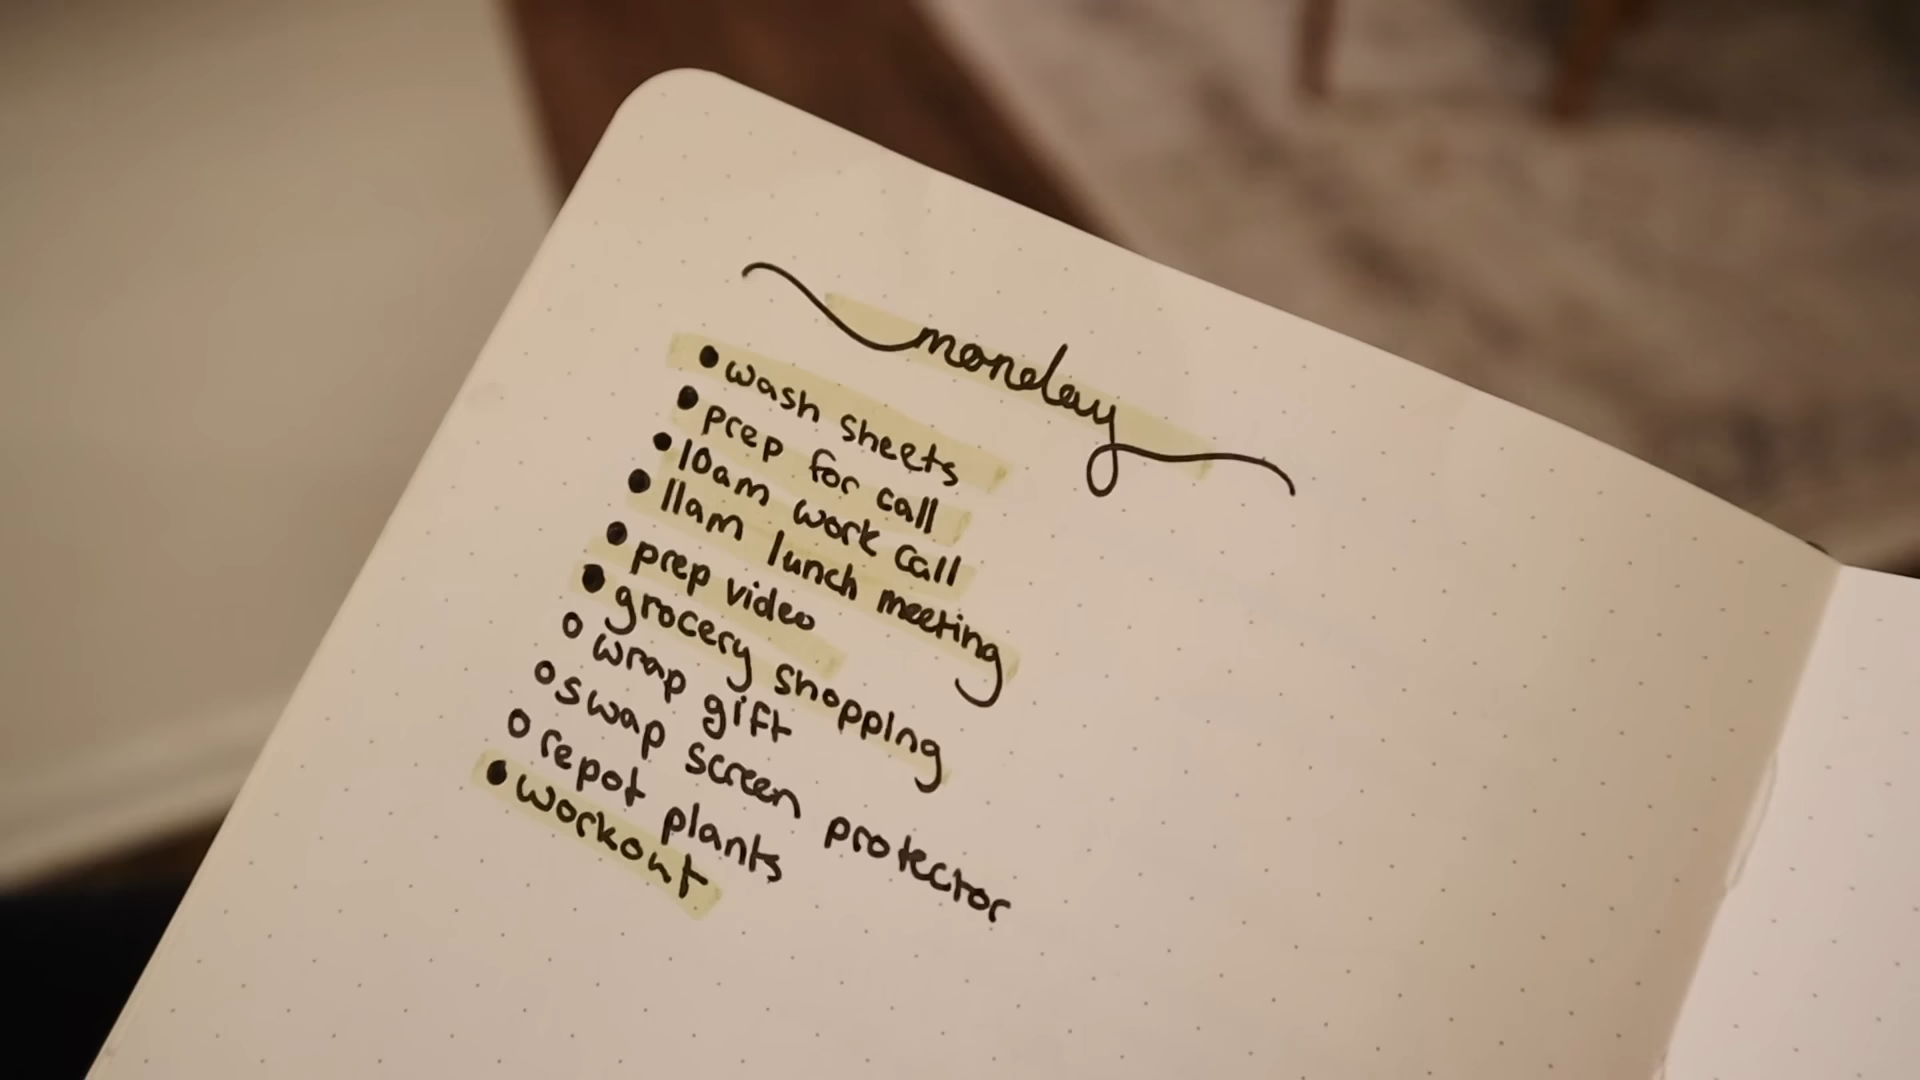 monday
• wash sheets
• prep for call
• 10am work call
• 11am lunch meeting
• prep video
• grocery shopping
○ wrap gift
○ swap screen protector
○ repot plants
• workout